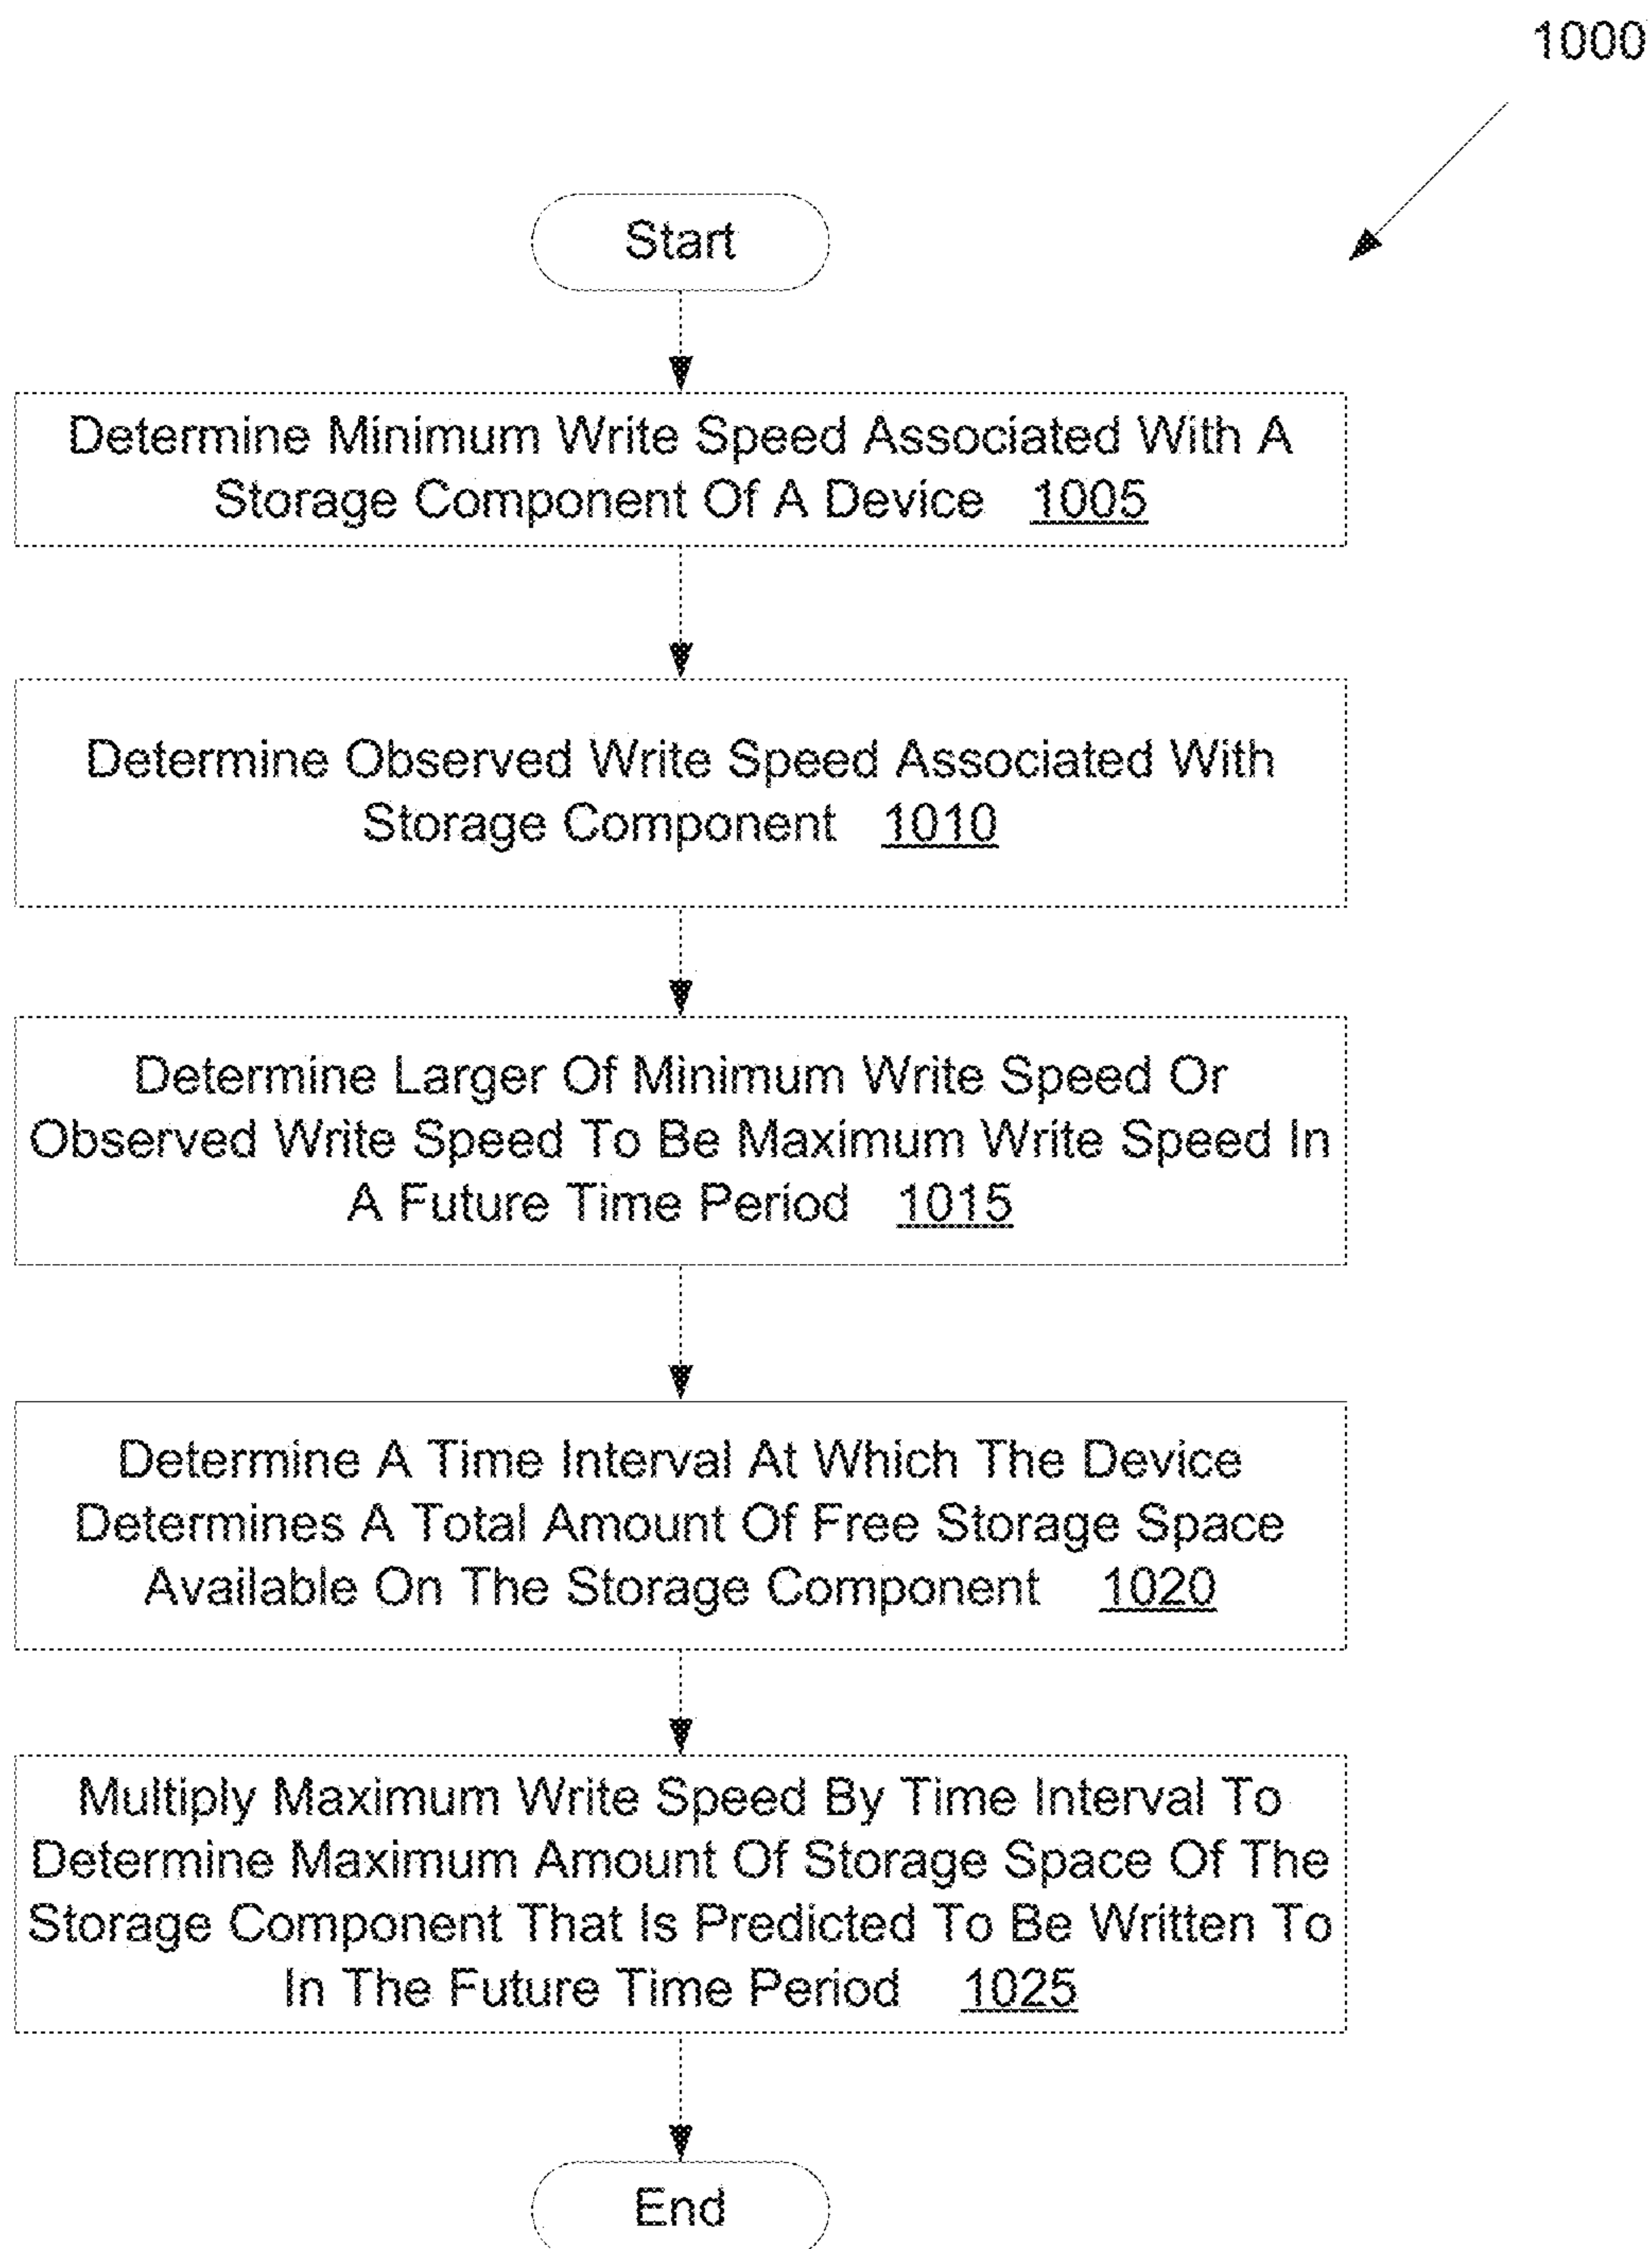 1000
Start
Determine Minimum Write Speed Associated With A
Storage Component Of A Device 1005
Determine Observed Write Speed Associated With
Storage Component 1010
Determine Larger Of Minimum Write Speed Or
Observed Write Speed To Be Maximum Write Speed In
A Future Time Period 1015
Determine A Time Interval At Which The Device
Determines A Total Amount Of Free Storage Space
Available On The Storage Component 1020
Multiply Maximum Write Speed By Time Interval To
Determine Maximum Amount Of Storage Space Of The
Storage Component That Is Predicted To Be Written To
In The Future Time Period 1025
End